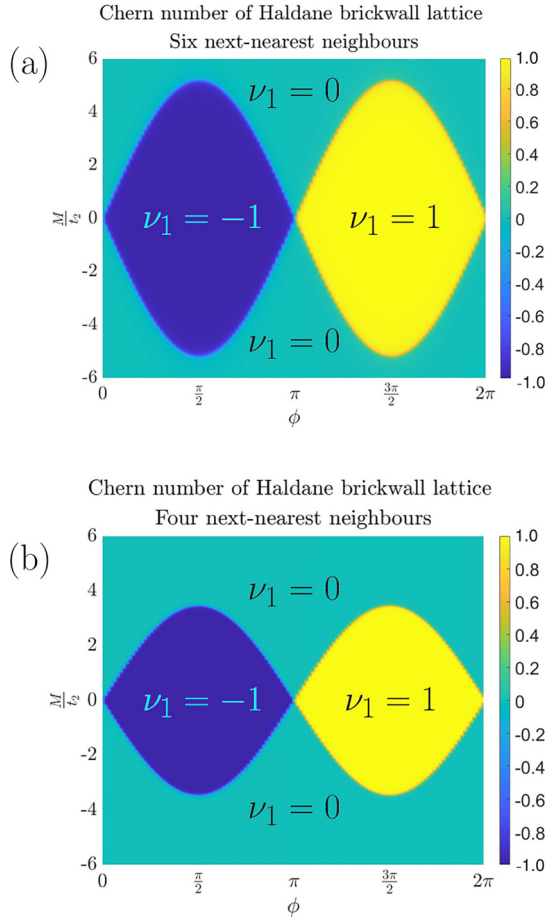 Chern number of Haldane brickwall lattice
Six next-nearest neighbours
(a)
6
4
2
0
-2
-4
-6
M/t₂
ν₁ = 0
ν₁ = −1
ν₁ = 1
ν₁ = 0
0
π/2
π
3π/2
2π
ϕ
1.0
0.8
0.6
0.4
0.2
0
-0.2
-0.4
-0.6
-0.8
-1.0
Chern number of Haldane brickwall lattice
Four next-nearest neighbours
(b)
6
4
2
0
-2
-4
-6
M/t₂
ν₁ = 0
ν₁ = −1
ν₁ = 1
ν₁ = 0
0
π/2
π
3π/2
2π
ϕ
1.0
0.8
0.6
0.4
0.2
0
-0.2
-0.4
-0.6
-0.8
-1.0